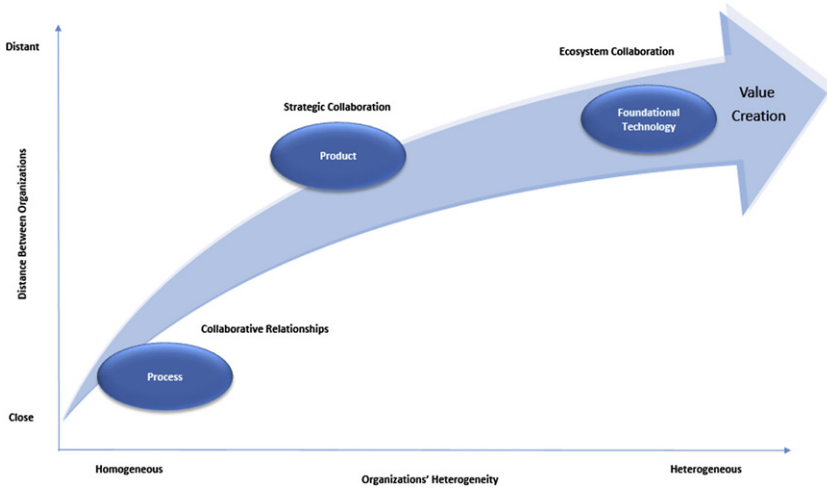 Distant
Ecosystem Collaboration
Value
Creation
Strategic Collaboration
Foundational
Technology
Product
Distance Between Organizations
Collaborative Relationships
Process
Close
Homogeneous
Organizations' Heterogeneity
Heterogeneous